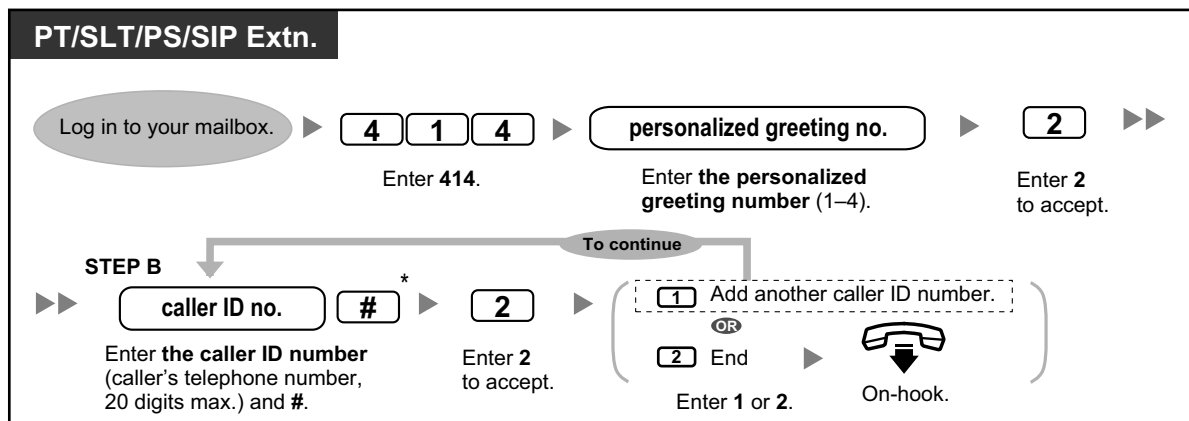 PT/SLT/PS/SIP Extn.
Log in to your mailbox.
4 1 4
Enter 414.
personalized greeting no.
Enter the personalized
greeting number (1–4).
2
Enter 2
to accept.
To continue
STEP B
caller ID no. # *
Enter the caller ID number
(caller's telephone number,
20 digits max.) and #.
2
Enter 2
to accept.
1 Add another caller ID number.
OR
2 End
Enter 1 or 2.
On-hook.